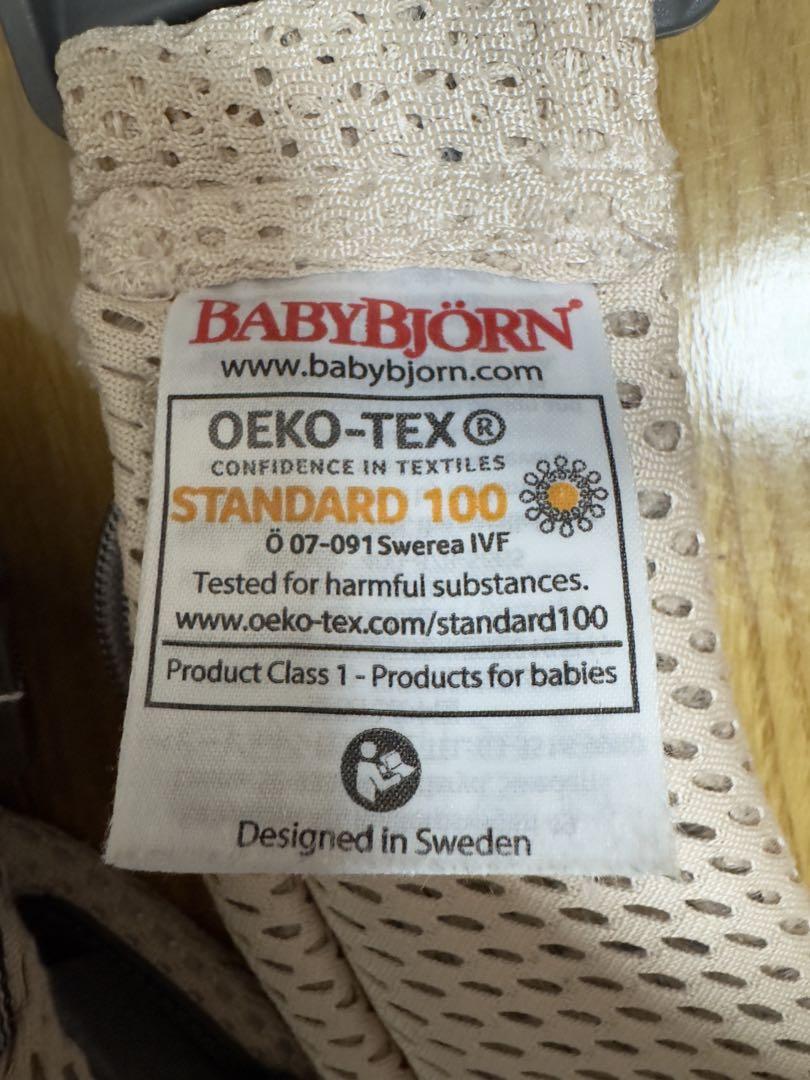 BABYBJÖRN®
www.babybjorn.com
OEKO-TEX®
CONFIDENCE IN TEXTILES
STANDARD 100
Ö 07-091 Swerea IVF
Tested for harmful substances.
www.oeko-tex.com/standard100
Product Class 1 - Products for babies
Designed in Sweden